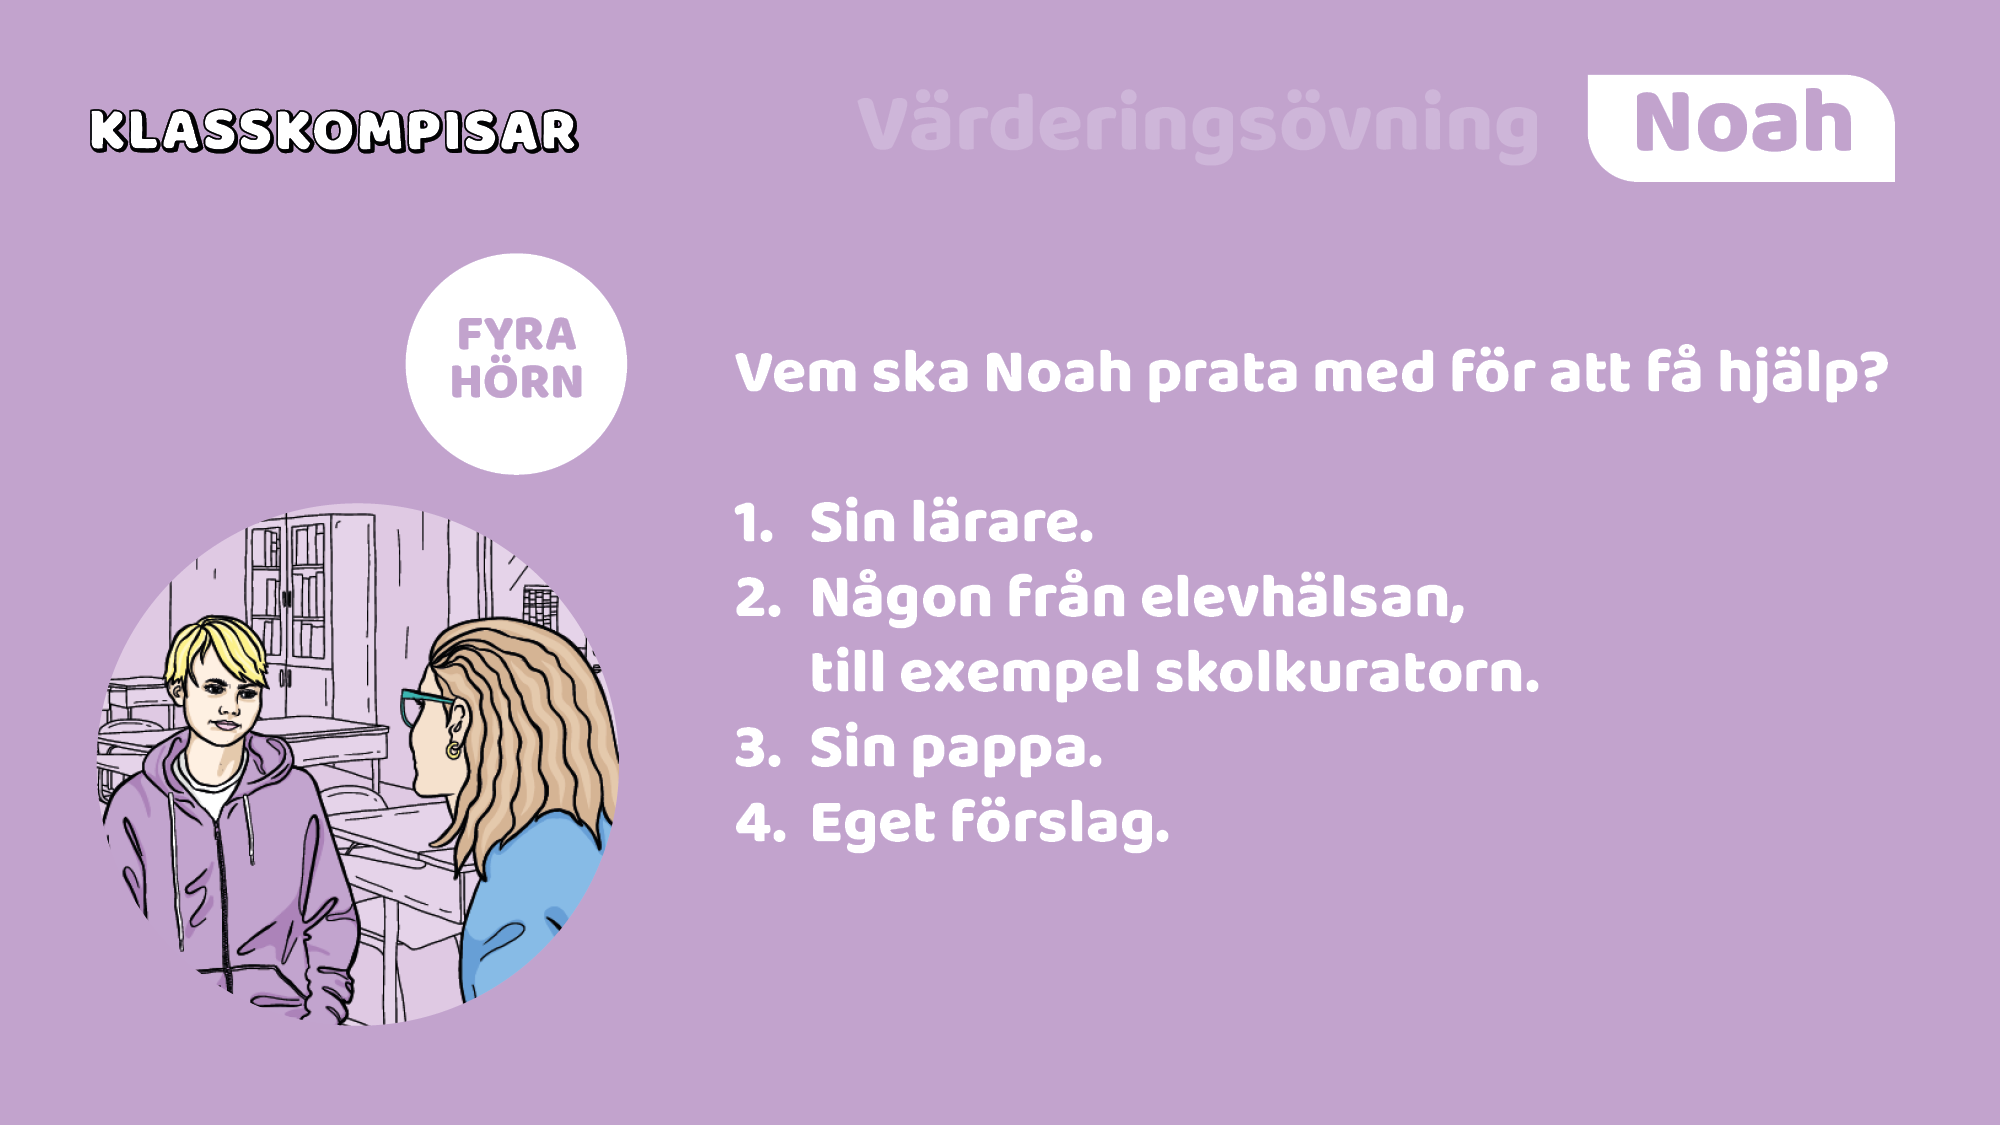 KLASSKOMPISAR
Värderingsövning
Noah
FYRA
HÖRN
Vem ska Noah prata med för att få hjälp?
1. Sin lärare.
2. Någon från elevhälsan,
till exempel skolkuratorn.
3. Sin pappa.
4. Eget förslag.